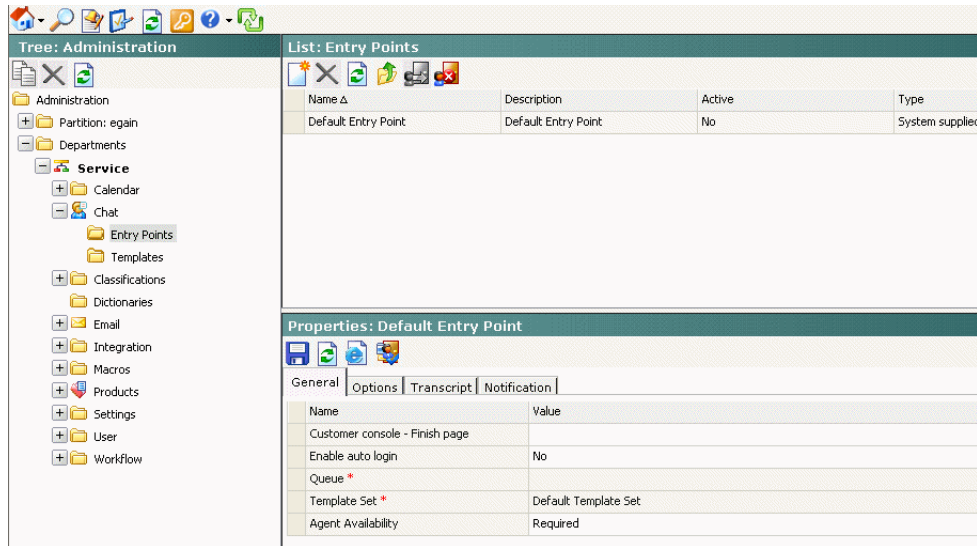 Tree: Administration
Administration
Partition: egain
Departments
Service
Calendar
Chat
Entry Points
Templates
Classifications
Dictionaries
Email
Integration
Macros
Products
Settings
User
Workflow
List: Entry Points
Name Description Active Type
Default Entry Point Default Entry Point No System supplied
Properties: Default Entry Point
General Options Transcript Notification
Name Value
Customer console - Finish page
Enable auto login No
Queue *
Template Set * Default Template Set
Agent Availability Required